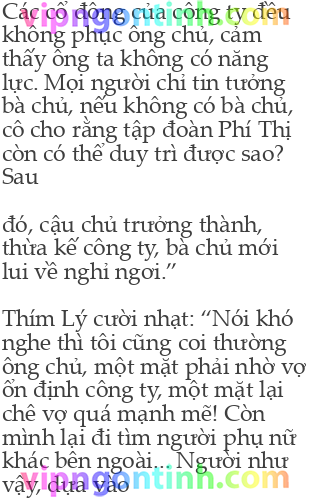 Các cổ đông của công ty đều
vipngontinh.com
không phục ông chủ, cảm
thấy ông ta không có năng
lực. Mọi người chỉ tin tưởng
bà chủ, nếu không có bà chủ,
cô cho rằng tập đoàn Phí Thị
còn có thể duy trì được sao?
Sau
đó, cậu chủ trưởng thành,
thừa kế công ty, bà chủ mới
lui về nghỉ ngơi.”
Thím Lý cười nhạt: “Nói khó
nghe thì tôi cũng coi thường
ông chủ, một mặt phải nhờ vợ
ổn định công ty, một mặt lại
chê vợ quá mạnh mẽ! Còn
mình lại đi tìm người phụ nữ
khác bên ngoài... Người như
vipngontinh.com
vậy, dựa vào